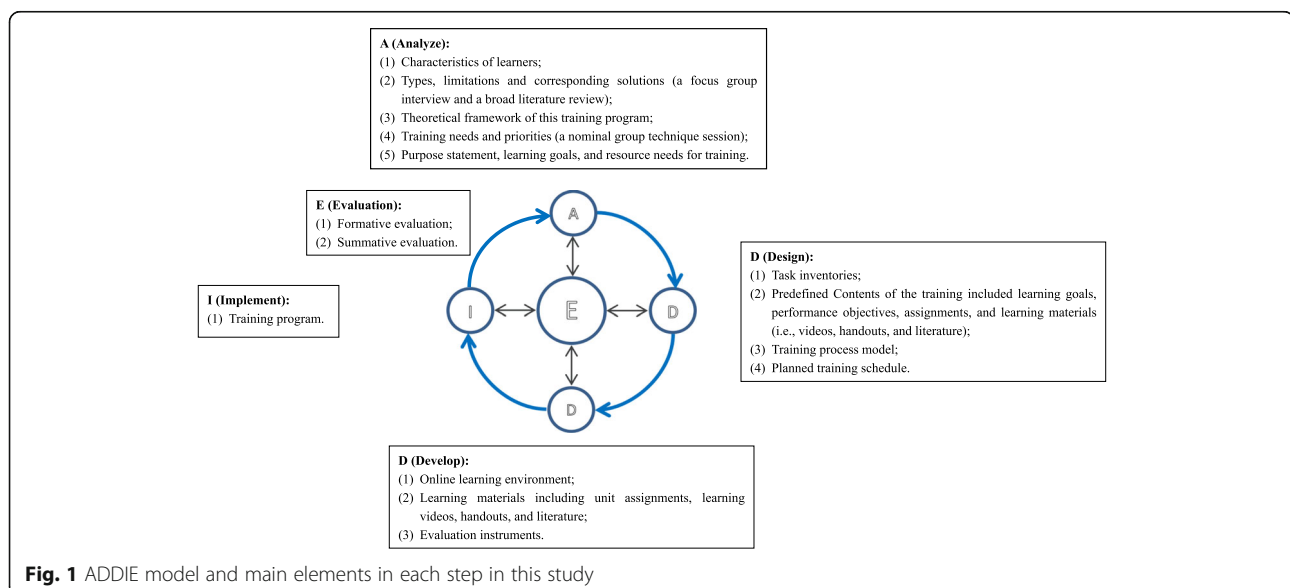 A (Analyze):
(1) Characteristics of learners;
(2) Types, limitations and corresponding solutions (a focus group
interview and a broad literature review);
(3) Theoretical framework of this training program;
(4) Training needs and priorities (a nominal group technique session);
(5) Purpose statement, learning goals, and resource needs for training.
E (Evaluation):
(1) Formative evaluation;
(2) Summative evaluation.
A
D (Design):
(1) Task inventories;
(2) Predefined Contents of the training included learning goals,
performance objectives, assignments, and learning materials
(i.e., videos, handouts, and literature);
(3) Training process model;
(4) Planned training schedule.
I (Implement):
(1) Training program.
I
E
D
D
D (Develop):
(1) Online learning environment;
(2) Learning materials including unit assignments, learning
videos, handouts, and literature;
(3) Evaluation instruments.
Fig. 1 ADDIE model and main elements in each step in this study